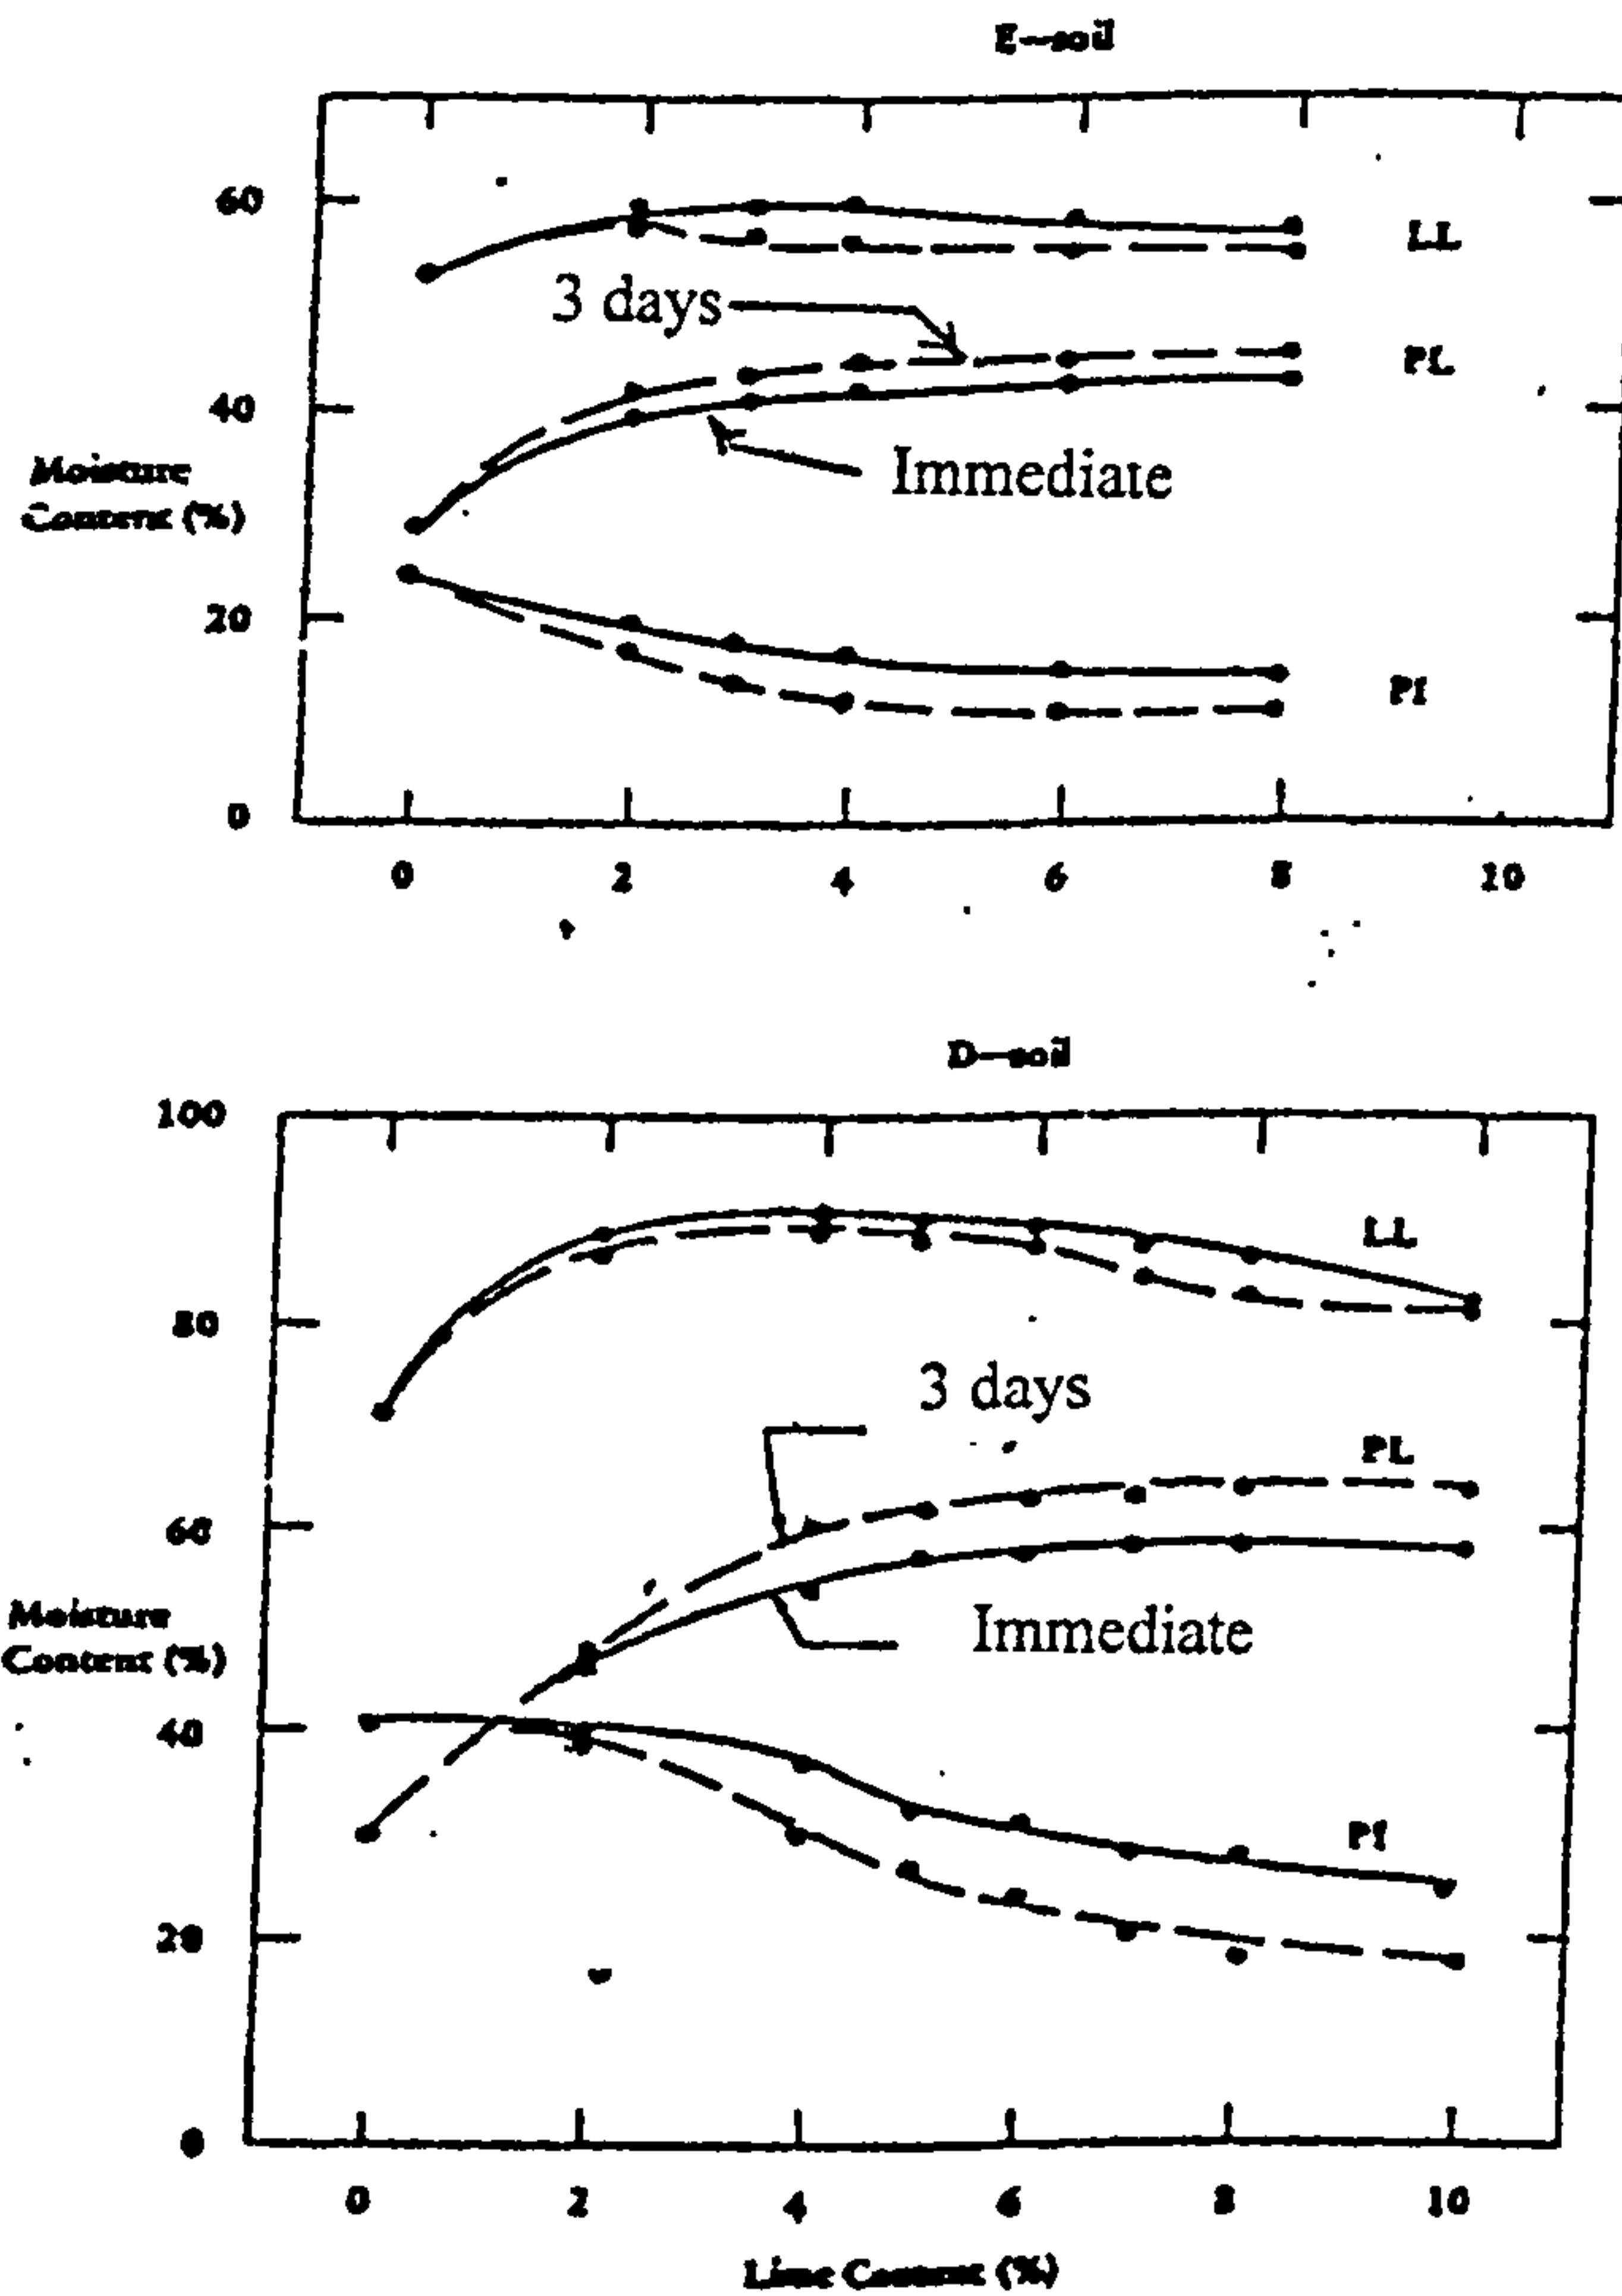 E-soil
60
LL
3 days
PL
40
Immediate
Moisture
Content (%)
20
PI
0
0 2 4 6 8 10
D-soil
100
LL
80
3 days
PL
60
Immediate
Moisture
Content (%)
40
PI
20
0
0 2 4 6 8 10
Lime Content (%)